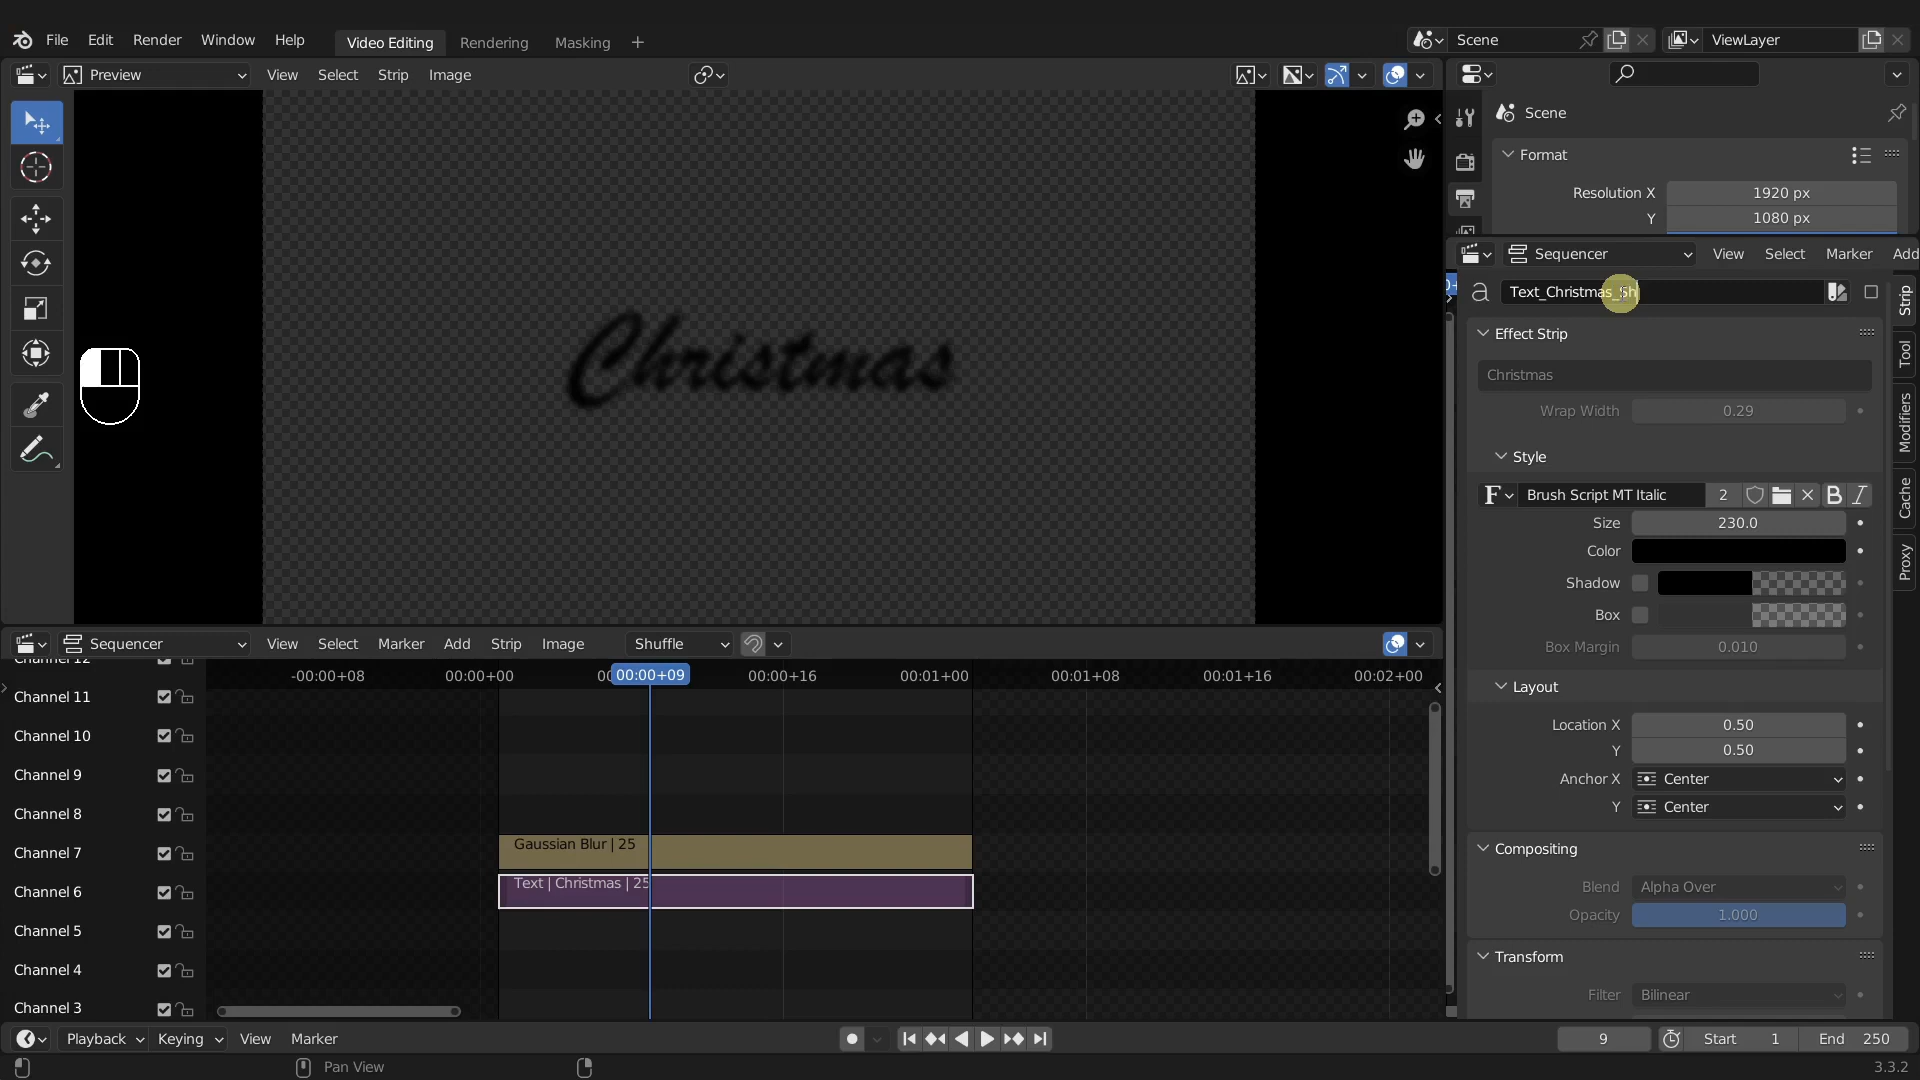 File Edit Render Window Help Video Editing Rendering Masking Scene ViewLayer
Preview View Select Strip Image
Scene
Format
Resolution X 1920 px
Y 1080 px
Sequencer View Select Marker Add
Text_Christmas_Sh
Effect Strip
Christmas
Wrap Width 0.29
Style
F Brush Script MT Italic 2 B I
Size 230.0
Color
Shadow
Box
Box Margin 0.010
Layout
Location X 0.50
Y 0.50
Anchor X Center
Y Center
Compositing
Blend Alpha Over
Opacity 1.000
Transform
Filter Bilinear
Strip
Tool
Modifiers
Cache
Proxy
Christmas
Sequencer View Select Marker Add Strip Image Shuffle
-00:00+08 00:00+00 00:00+09 00:00+16 00:01+00 00:01+08 00:01+16 00:02+00
Channel 12
Channel 11
Channel 10
Channel 9
Channel 8
Channel 7
Channel 6
Channel 5
Channel 4
Channel 3
Gaussian Blur | 25
Text | Christmas | 25
Playback Keying View Marker 9 Start 1 End 250
Pan View 3.3.2